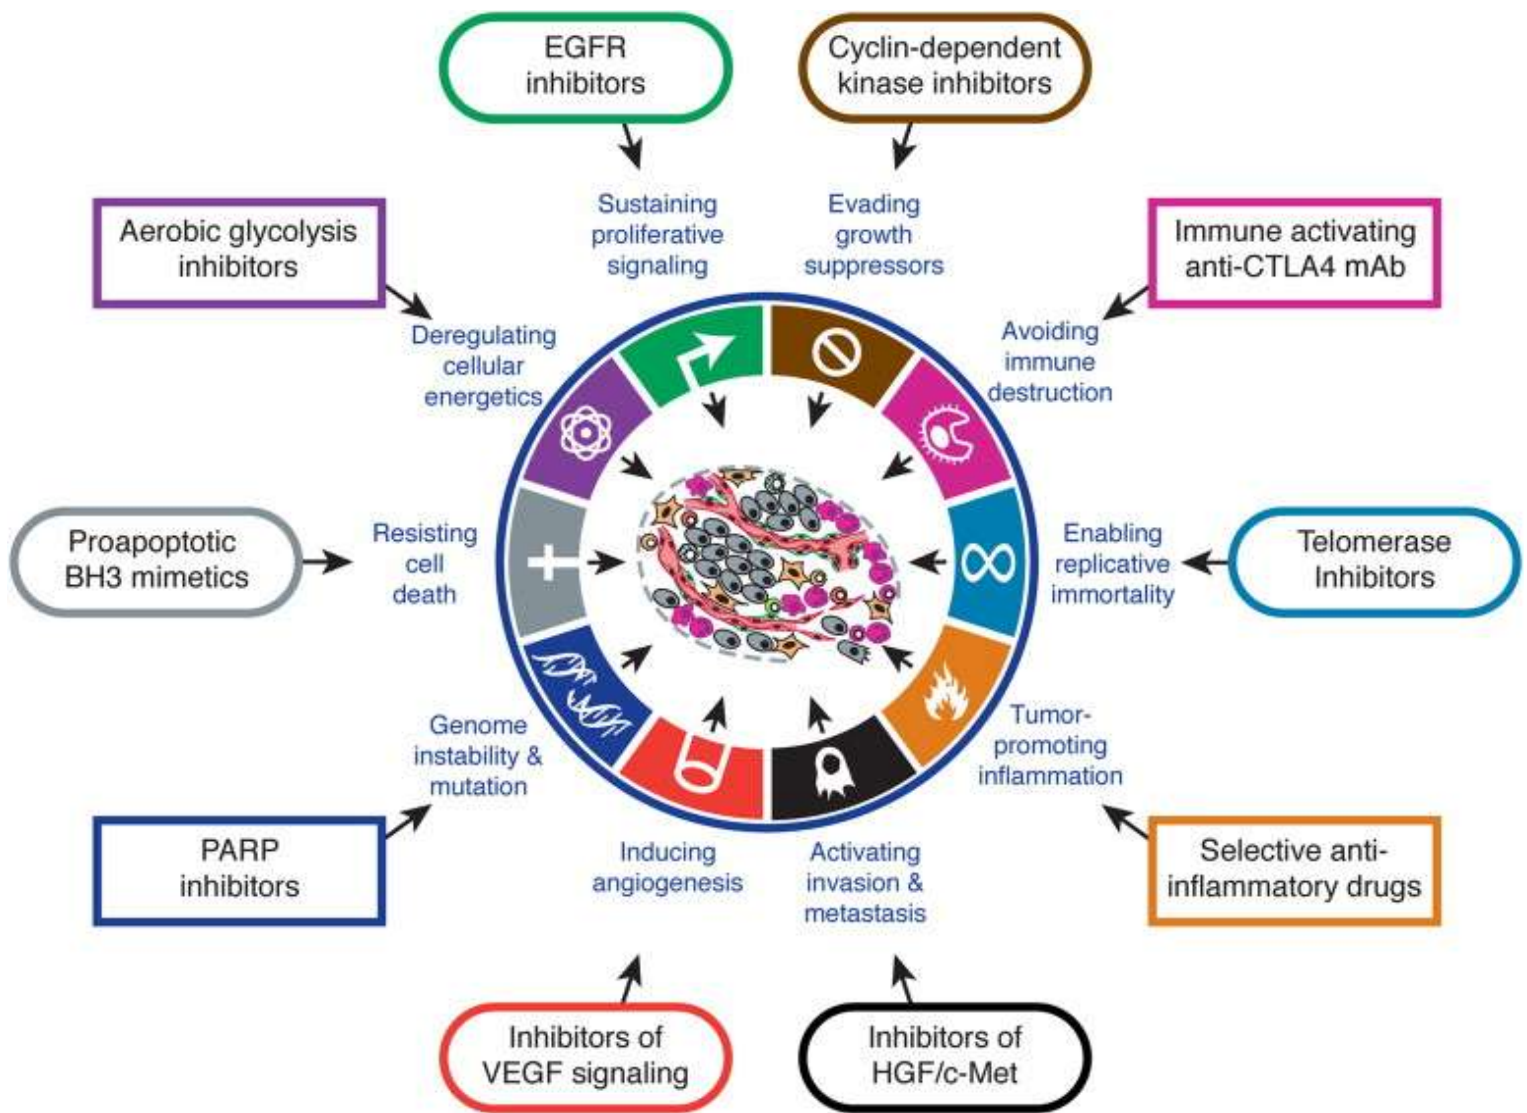 EGFR
inhibitors
Cyclin-dependent
kinase inhibitors
Sustaining
proliferative
signaling
Evading
growth
suppressors
Aerobic glycolysis
inhibitors
Immune activating
anti-CTLA4 mAb
Deregulating
cellular
energetics
Avoiding
immune
destruction
Proapoptotic
BH3 mimetics
Resisting
cell
death
Enabling
replicative
immortality
Telomerase
Inhibitors
Genome
instability &
mutation
Tumor-
promoting
inflammation
PARP
inhibitors
Inducing
angiogenesis
Activating
invasion &
metastasis
Selective anti-
inflammatory drugs
Inhibitors of
VEGF signaling
Inhibitors of
HGF/c-Met